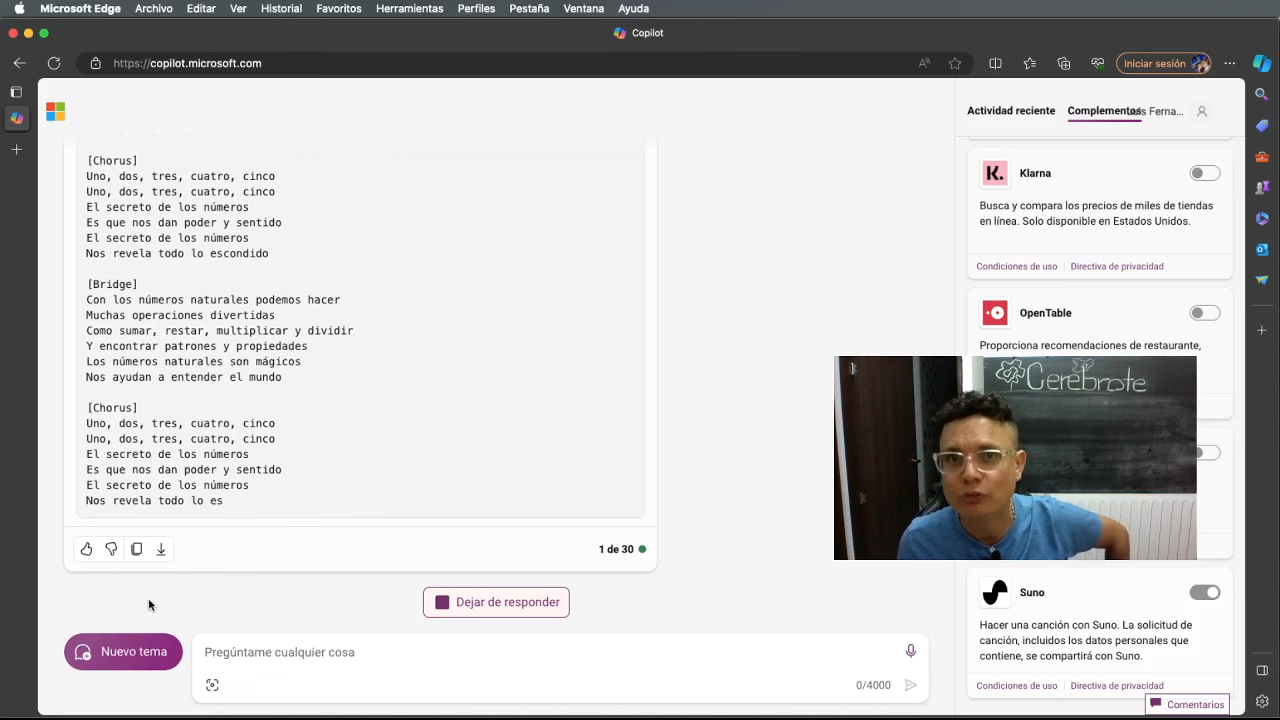 Microsoft Edge Archivo Editar Ver Historial Favoritos Herramientas Perfiles Pestaña Ventana Ayuda
Copilot
https://copilot.microsoft.com
Iniciar sesión
Actividad reciente Complementos Luis Ferna...
[Chorus]
Uno, dos, tres, cuatro, cinco
Uno, dos, tres, cuatro, cinco
El secreto de los números
Es que nos dan poder y sentido
El secreto de los números
Nos revela todo lo escondido
[Bridge]
Con los números naturales podemos hacer
Muchas operaciones divertidas
Como sumar, restar, multiplicar y dividir
Y encontrar patrones y propiedades
Los números naturales son mágicos
Nos ayudan a entender el mundo
[Chorus]
Uno, dos, tres, cuatro, cinco
Uno, dos, tres, cuatro, cinco
El secreto de los números
Es que nos dan poder y sentido
El secreto de los números
Nos revela todo lo es
1 de 30
Dejar de responder
Nuevo tema
Pregúntame cualquier cosa
0/4000
K.
Klarna
Busca y compara los precios de miles de tiendas
en línea. Solo disponible en Estados Unidos.
Condiciones de uso Directiva de privacidad
OpenTable
Proporciona recomendaciones de restaurante,
Cerebrote
Suno
Hacer una canción con Suno. La solicitud de
canción, incluidos los datos personales que
contiene, se compartirá con Suno.
Condiciones de uso Directiva de privacidad
Comentarios